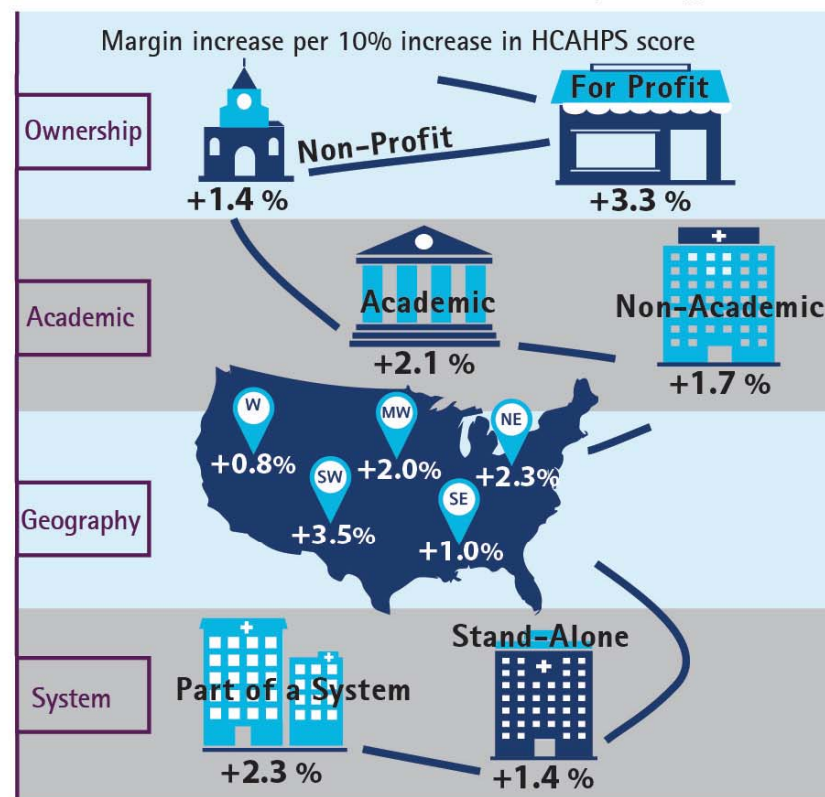 Margin increase per 10% increase in HCAHPS score
Ownership
Non-Profit
+1.4 %
For Profit
+3.3 %
Academic
Academic
+2.1 %
Non-Academic
+1.7 %
Geography
W
+0.8%
MW
+2.0%
NE
+2.3%
SW
+3.5%
SE
+1.0%
System
Part of a System
+2.3 %
Stand-Alone
+1.4 %